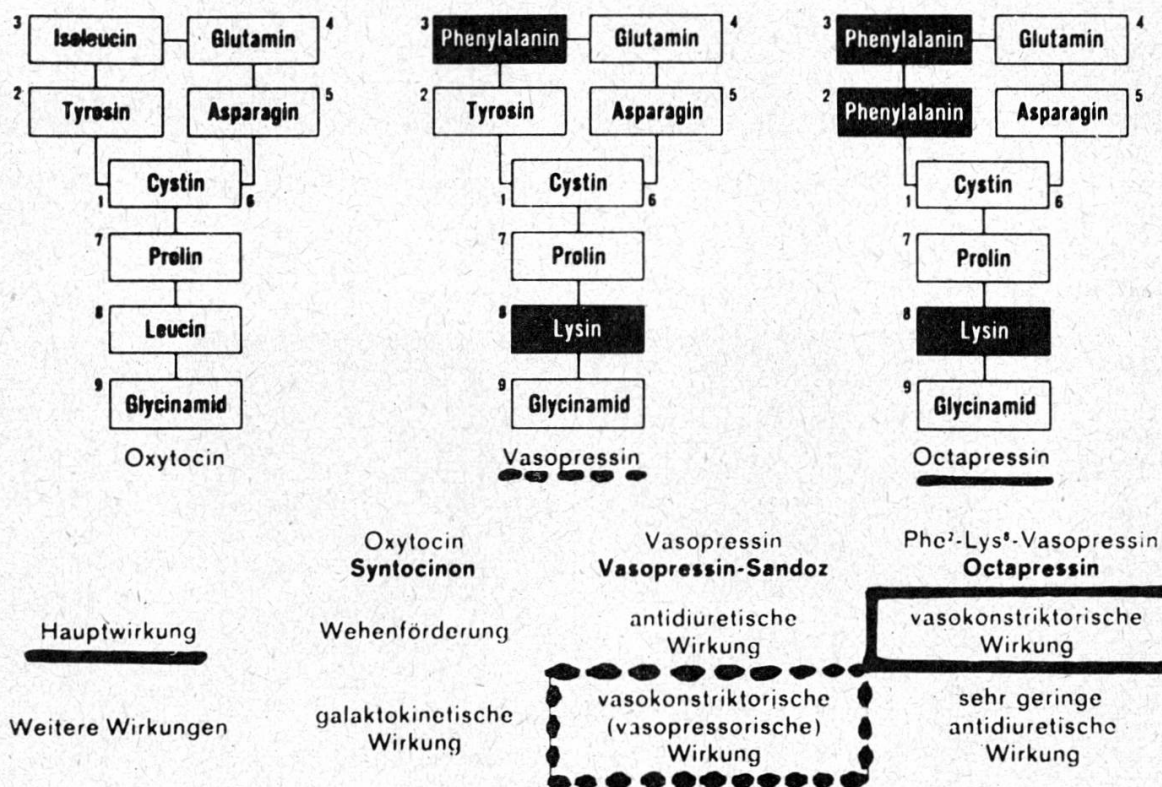 3 Isoleucin Glutamin 4
2 Tyrosin Asparagin 5
Cystin
1 6
7
Prolin
8
Leucin
9
Glycinamid
Oxytocin
3 Phenylalanin Glutamin 4
2 Tyrosin Asparagin 5
Cystin
1 6
7
Prolin
8
Lysin
9
Glycinamid
Vasopressin
3 Phenylalanin Glutamin 4
2 Phenylalanin Asparagin 5
Cystin
1 6
7
Prolin
8
Lysin
9
Glycinamid
Octapressin
Oxytocin Vasopressin Phe²-Lys⁸-Vasopressin
Syntocinon Vasopressin-Sandoz Octapressin
Hauptwirkung
Wehenförderung
antidiuretische
Wirkung
vasokonstriktorische
Wirkung
Weitere Wirkungen
galaktokinetische
Wirkung
vasokonstriktorische
(vasopressorische)
Wirkung
sehr geringe
antidiuretische
Wirkung